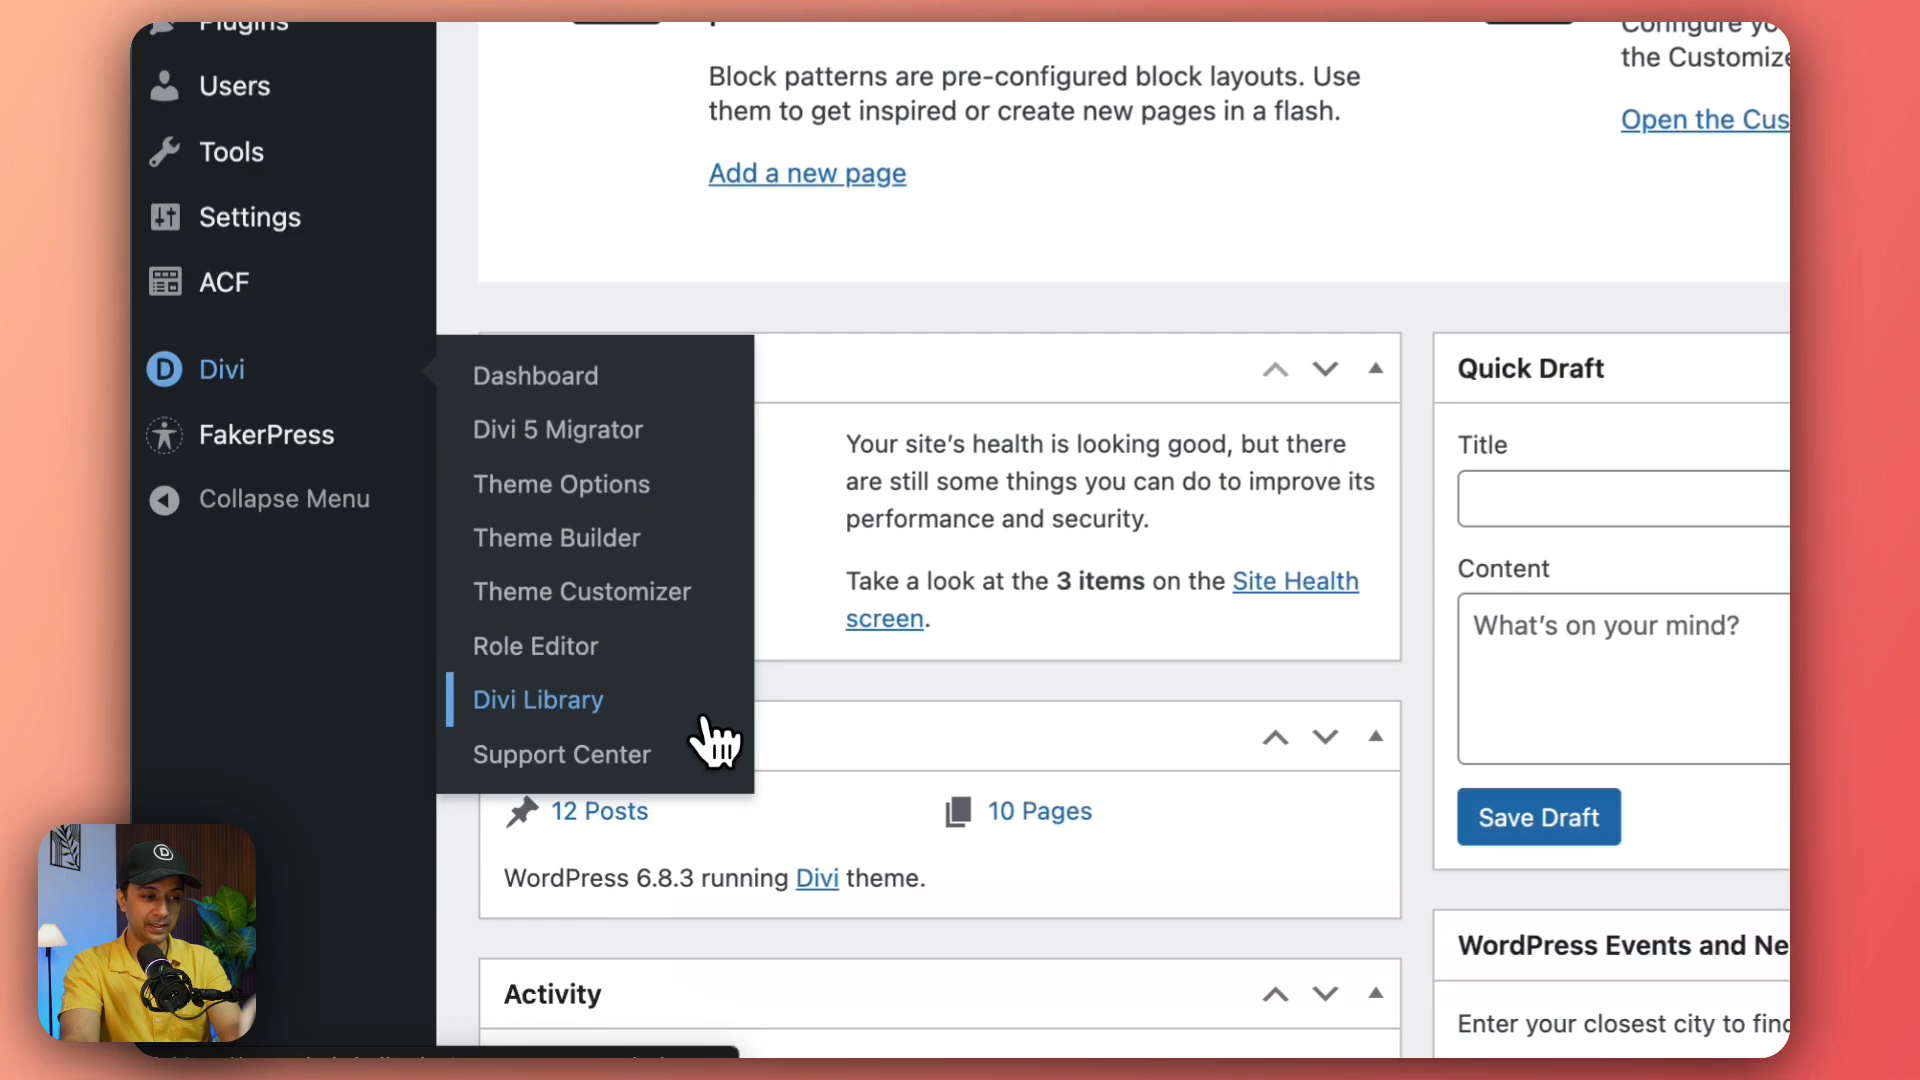 Plugins
Users
Tools
Settings
ACF
Divi
FakerPress
Collapse Menu
Dashboard
Divi 5 Migrator
Theme Options
Theme Builder
Theme Customizer
Role Editor
Divi Library
Support Center
Block patterns are pre-configured block layouts. Use
them to get inspired or create new pages in a flash.
Add a new page
Configure yo
the Customize
Open the Cus
Your site's health is looking good, but there
are still some things you can do to improve its
performance and security.
Take a look at the 3 items on the Site Health
screen.
12 Posts
10 Pages
WordPress 6.8.3 running Divi theme.
Activity
Quick Draft
Title
Content
What's on your mind?
Save Draft
WordPress Events and Ne
Enter your closest city to find